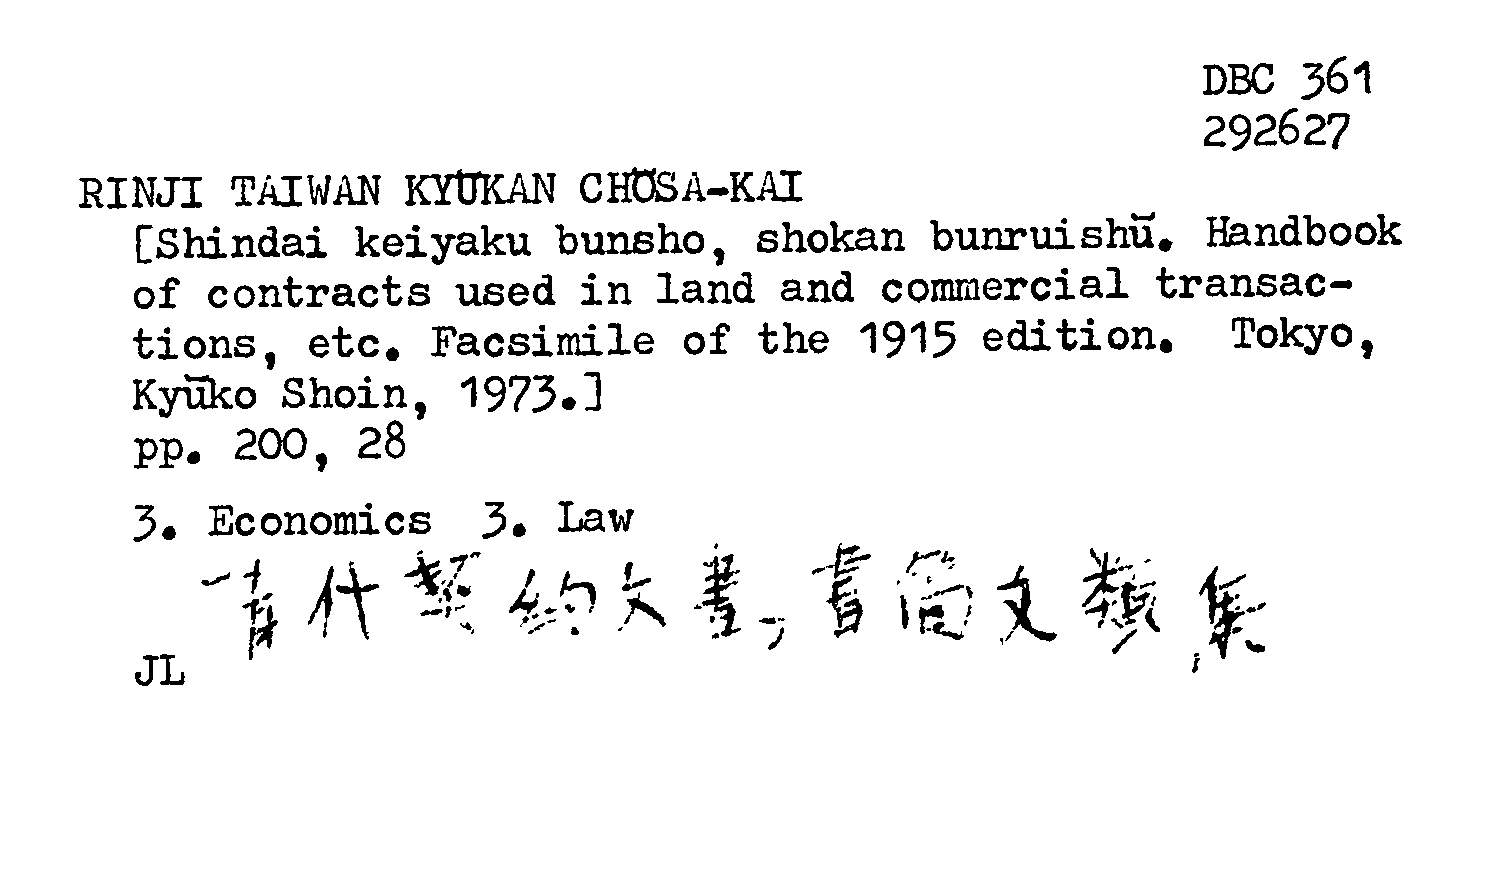 DBC 361
292627
RINJI TAIWAN KYŪKAN CHŌSA-KAI
[Shindai keiyaku bunsho, shokan bunruishū. Handbook
of contracts used in land and commercial transac-
tions, etc. Facsimile of the 1915 edition. Tokyo,
Kyūko Shoin, 1973.]
pp. 200, 28
3. Economics 3. Law
清代契約文書,書簡文類集
JL